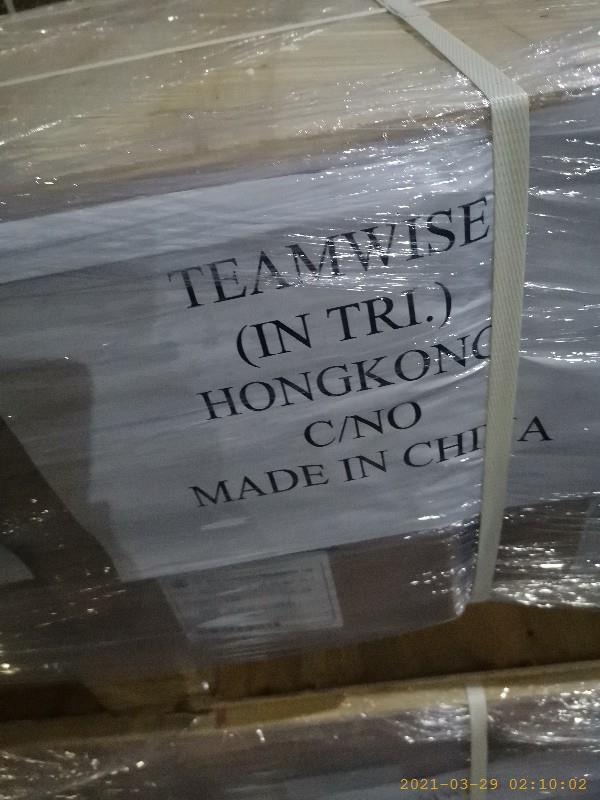 TEAMWISE
(IN TRI.)
HONGKONG
C/NO
MADE IN CHINA
2021-03-29 02:10:02